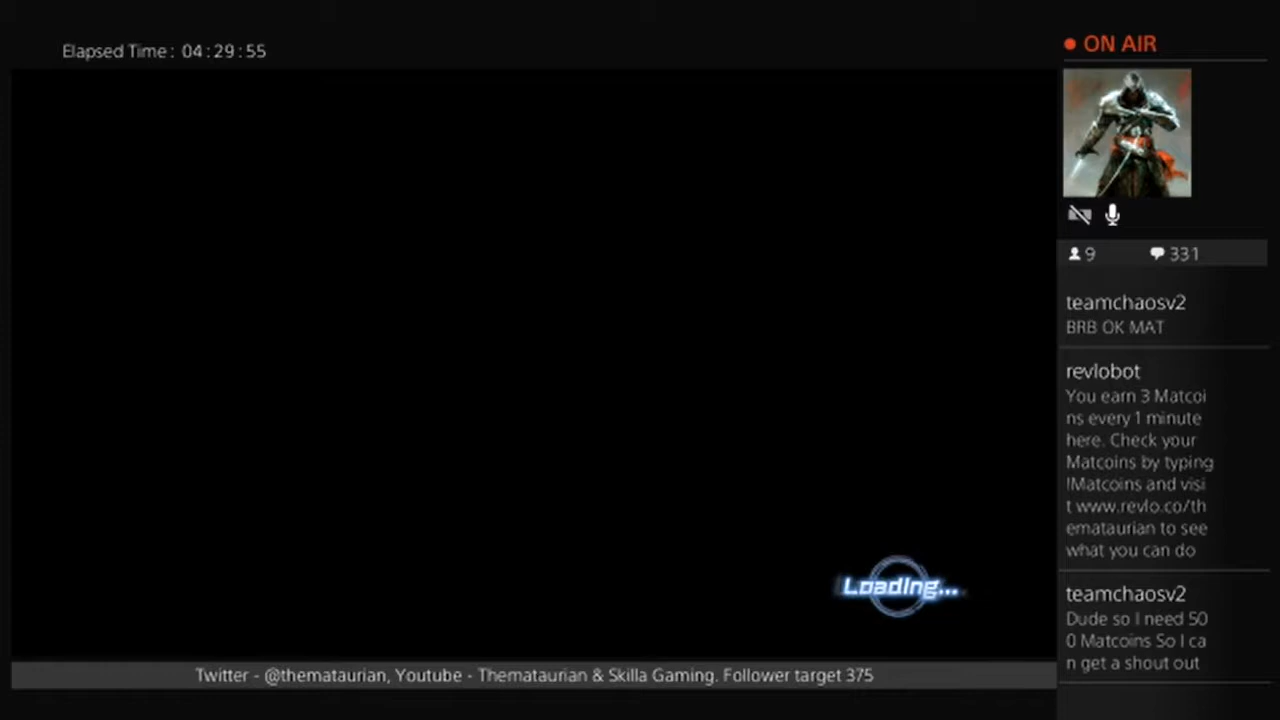 Elapsed Time: 04:29:55
ON AIR
9 331
teamchaosv2
BRB OK MAT
revlobot
You earn 3 Matcoi
ns every 1 minute
here. Check your
Matcoins by typing
!Matcoins and visi
t www.revlo.co/th
emataurian to see
what you can do
teamchaosv2
Dude so I need 50
0 Matcoins So I ca
n get a shout out
Loading...
Twitter - @themataurian, Youtube - Themataurian & Skilla Gaming. Follower target 375